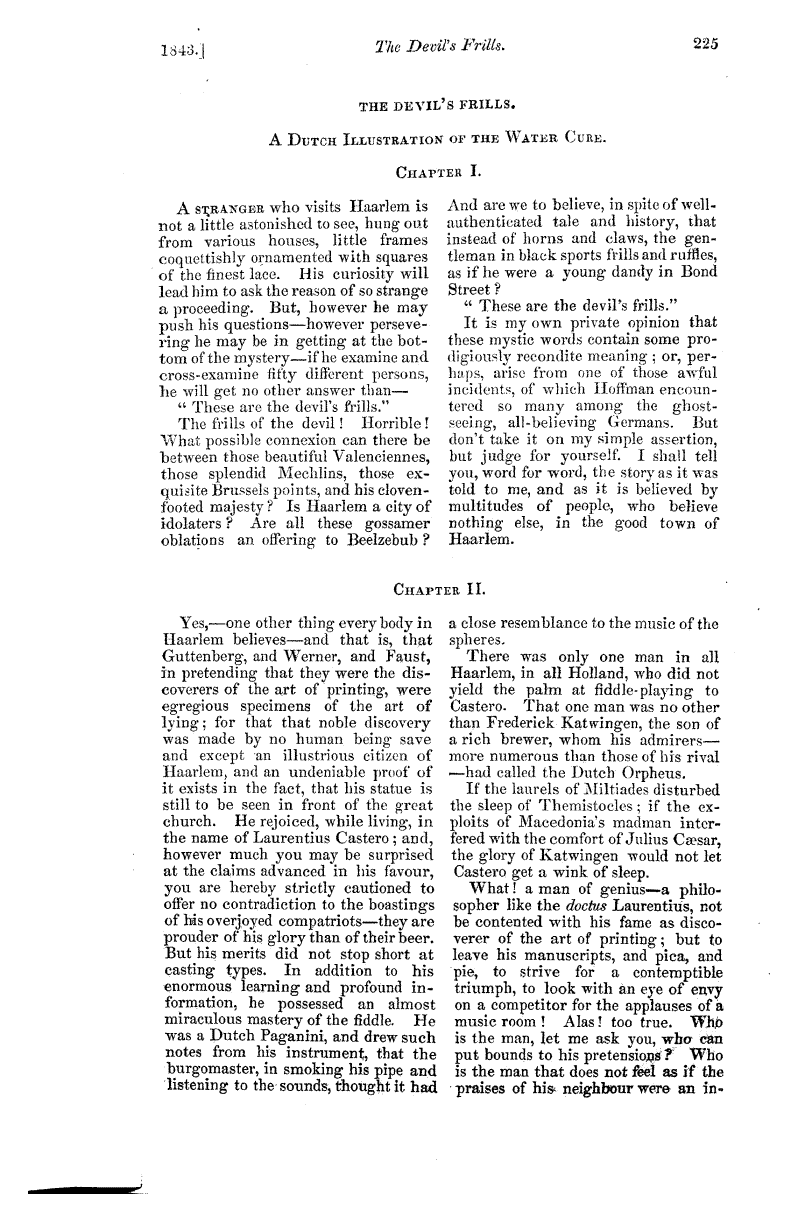 1843.]
The Devil's Frills.
225
THE DEVIL'S FRILLS.
A DUTCH ILLUSTRATION OF THE WATER CURE.
CHAPTER I.
A STRANGER who visits Haarlem is
not a little astonished to see, hung out
from various houses, little frames
coquettishly ornamented with squares
of the finest lace. His curiosity will
lead him to ask the reason of so strange
a proceeding. But, however he may
push his questions—however perseve-
ring he may be in getting at the bot-
tom of the mystery—if he examine and
cross-examine fifty different persons,
he will get no other answer than—
“ These are the devil's frills.”
The frills of the devil! Horrible!
What possible connexion can there be
between those beautiful Valenciennes,
those splendid Mechlins, those ex-
quisite Brussels points, and his cloven-
footed majesty? Is Haarlem a city of
idolaters? Are all these gossamer
oblations an offering to Beelzebub?
And are we to believe, in spite of well-
authenticated tale and history, that
instead of horns and claws, the gen-
tleman in black sports frills and ruffles,
as if he were a young dandy in Bond
Street?
“ These are the devil's frills.”
It is my own private opinion that
these mystic words contain some pro-
digiously recondite meaning; or, per-
haps, arise from one of those awful
incidents, of which Hoffman encoun-
tered so many among the ghost-
seeing, all-believing Germans. But
don't take it on my simple assertion,
but judge for yourself. I shall tell
you, word for word, the story as it was
told to me, and as it is believed by
multitudes of people, who believe
nothing else, in the good town of
Haarlem.
CHAPTER II.
Yes,—one other thing every body in
Haarlem believes—and that is, that
Guttenberg, and Werner, and Faust,
in pretending that they were the dis-
coverers of the art of printing, were
egregious specimens of the art of
lying; for that that noble discovery
was made by no human being save
and except an illustrious citizen of
Haarlem, and an undeniable proof of
it exists in the fact, that his statue is
still to be seen in front of the great
church. He rejoiced, while living, in
the name of Laurentius Castero; and,
however much you may be surprised
at the claims advanced in his favour,
you are hereby strictly cautioned to
offer no contradiction to the boastings
of his overjoyed compatriots—they are
prouder of his glory than of their beer.
But his merits did not stop short at
casting types. In addition to his
enormous learning and profound in-
formation, he possessed an almost
miraculous mastery of the fiddle. He
was a Dutch Paganini, and drew such
notes from his instrument, that the
burgomaster, in smoking his pipe and
listening to the sounds, thought it had
a close resemblance to the music of the
spheres.
There was only one man in all
Haarlem, in all Holland, who did not
yield the palm at fiddle-playing to
Castero. That one man was no other
than Frederick Katwingen, the son of
a rich brewer, whom his admirers—
more numerous than those of his rival
—had called the Dutch Orpheus.
If the laurels of Miltiades disturbed
the sleep of Themistocles; if the ex-
ploits of Macedonia's madman inter-
fered with the comfort of Julius Cæsar,
the glory of Katwingen would not let
Castero get a wink of sleep.
What! a man of genius—a philo-
sopher like the doctus Laurentius, not
be contented with his fame as disco-
verer of the art of printing; but to
leave his manuscripts, and pica, and
pie, to strive for a contemptible
triumph, to look with an eye of envy
on a competitor for the applauses of a
music room! Alas! too true. Who
is the man, let me ask you, who can
put bounds to his pretensions? Who
is the man that does not feel as if the
praises of his neighbour were an in-